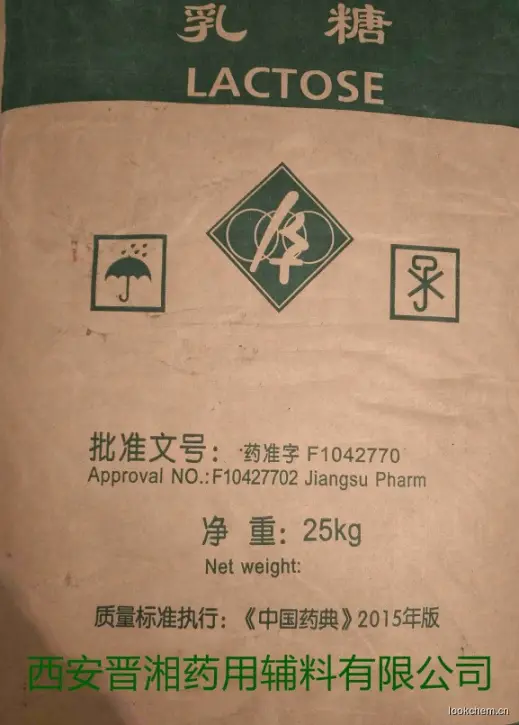 乳糖
LACTOSE
批准文号：药准字 F1042770
Approval NO.:F10427702 Jiangsu Pharm
净 重：25kg
Net weight:
质量标准执行：《中国药典》2015年版
西安晋湘药用辅料有限公司
lookchem.cn